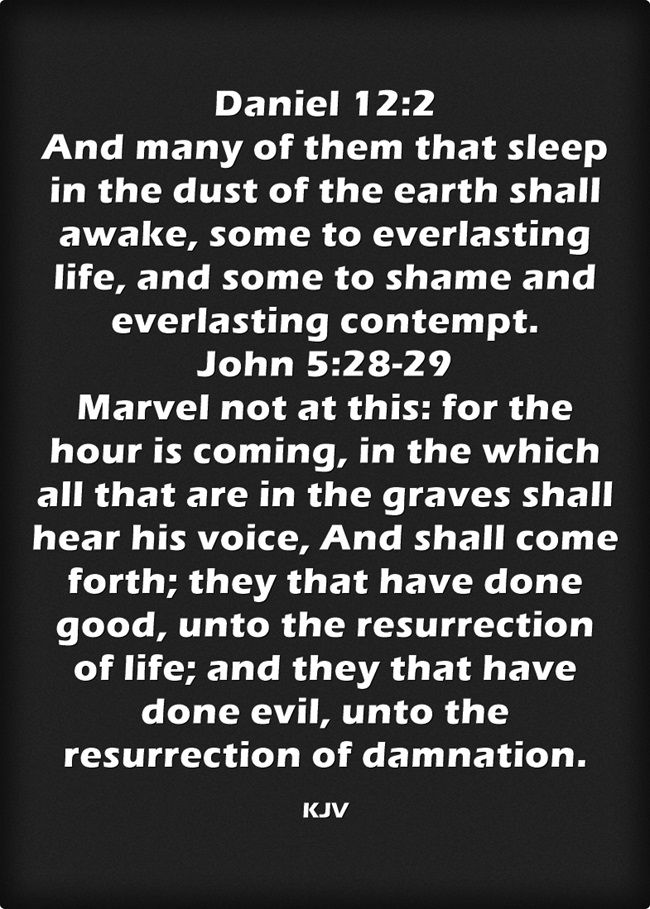 Daniel 12:2
And many of them that sleep
in the dust of the earth shall
awake, some to everlasting
life, and some to shame and
everlasting contempt.
John 5:28-29
Marvel not at this: for the
hour is coming, in the which
all that are in the graves shall
hear his voice, And shall come
forth; they that have done
good, unto the resurrection
of life; and they that have
done evil, unto the
resurrection of damnation.
KJV